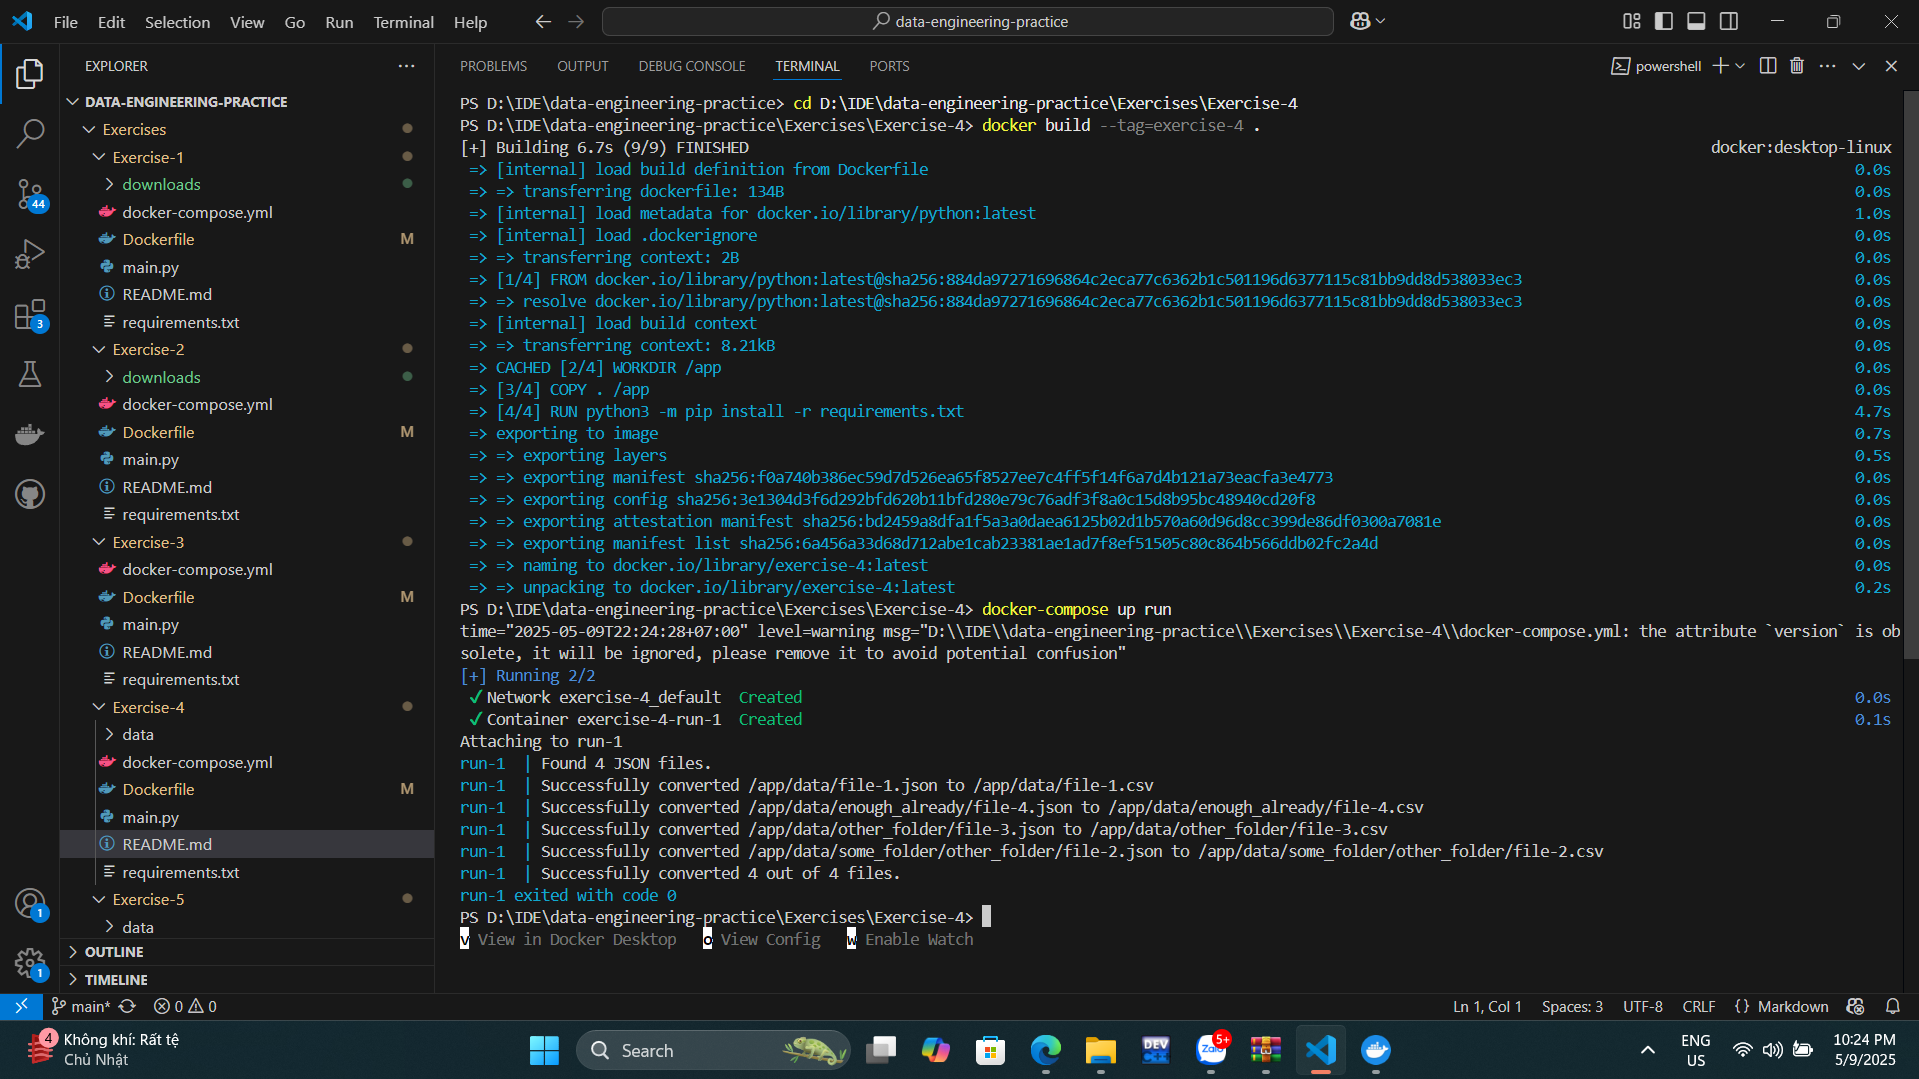 File Edit Selection View Go Run Terminal Help
data-engineering-practice
EXPLORER
DATA-ENGINEERING-PRACTICE
Exercises
Exercise-1
downloads
docker-compose.yml
Dockerfile M
main.py
README.md
requirements.txt
Exercise-2
downloads
docker-compose.yml
Dockerfile M
main.py
README.md
requirements.txt
Exercise-3
docker-compose.yml
Dockerfile M
main.py
README.md
requirements.txt
Exercise-4
data
docker-compose.yml
Dockerfile M
main.py
README.md
requirements.txt
Exercise-5
data
OUTLINE
TIMELINE
44
3
1
1
PROBLEMS OUTPUT DEBUG CONSOLE TERMINAL PORTS
powershell
PS D:\IDE\data-engineering-practice> cd D:\IDE\data-engineering-practice\Exercises\Exercise-4
PS D:\IDE\data-engineering-practice\Exercises\Exercise-4> docker build --tag=exercise-4 .
[+] Building 6.7s (9/9) FINISHED docker:desktop-linux
=> [internal] load build definition from Dockerfile 0.0s
=> => transferring dockerfile: 134B 0.0s
=> [internal] load metadata for docker.io/library/python:latest 1.0s
=> [internal] load .dockerignore 0.0s
=> => transferring context: 2B 0.0s
=> [1/4] FROM docker.io/library/python:latest@sha256:884da97271696864c2eca77c6362b1c501196d6377115c81bb9dd8d538033ec3 0.0s
=> => resolve docker.io/library/python:latest@sha256:884da97271696864c2eca77c6362b1c501196d6377115c81bb9dd8d538033ec3 0.0s
=> [internal] load build context 0.0s
=> => transferring context: 8.21kB 0.0s
=> CACHED [2/4] WORKDIR /app 0.0s
=> [3/4] COPY . /app 0.0s
=> [4/4] RUN python3 -m pip install -r requirements.txt 4.7s
=> exporting to image 0.7s
=> => exporting layers 0.5s
=> => exporting manifest sha256:f0a740b386ec59d7d526ea65f8527ee7c4ff5f14f6a7d4b121a73eacfa3e4773 0.0s
=> => exporting config sha256:3e1304d3f6d292bfd620b11bfd280e79c76adf3f8a0c15d8b95bc48940cd20f8 0.0s
=> => exporting attestation manifest sha256:bd2459a8dfa1f5a3a0daea6125b02d1b570a60d96d8cc399de86df0300a7081e 0.0s
=> => exporting manifest list sha256:6a456a33d68d712abe1cab23381ae1ad7f8ef51505c80c864b566ddb02fc2a4d 0.0s
=> => naming to docker.io/library/exercise-4:latest 0.0s
=> => unpacking to docker.io/library/exercise-4:latest 0.2s
PS D:\IDE\data-engineering-practice\Exercises\Exercise-4> docker-compose up run
time="2025-05-09T22:24:28+07:00" level=warning msg="D:\\IDE\\data-engineering-practice\\Exercises\\Exercise-4\\docker-compose.yml: the attribute `version` is ob
solete, it will be ignored, please remove it to avoid potential confusion"
[+] Running 2/2
✓ Network exercise-4_default Created 0.0s
✓ Container exercise-4-run-1 Created 0.1s
Attaching to run-1
run-1 | Found 4 JSON files.
run-1 | Successfully converted /app/data/file-1.json to /app/data/file-1.csv
run-1 | Successfully converted /app/data/enough_already/file-4.json to /app/data/enough_already/file-4.csv
run-1 | Successfully converted /app/data/other_folder/file-3.json to /app/data/other_folder/file-3.csv
run-1 | Successfully converted /app/data/some_folder/other_folder/file-2.json to /app/data/some_folder/other_folder/file-2.csv
run-1 | Successfully converted 4 out of 4 files.
run-1 exited with code 0
PS D:\IDE\data-engineering-practice\Exercises\Exercise-4>
v View in Docker Desktop o View Config w Enable Watch
main* 0 0 Ln 1, Col 1 Spaces: 3 UTF-8 CRLF {} Markdown
4 Không khí: Rất tệ
Chủ Nhật
Search
DEV
Zalo 5+
ENG
US
10:24 PM
5/9/2025